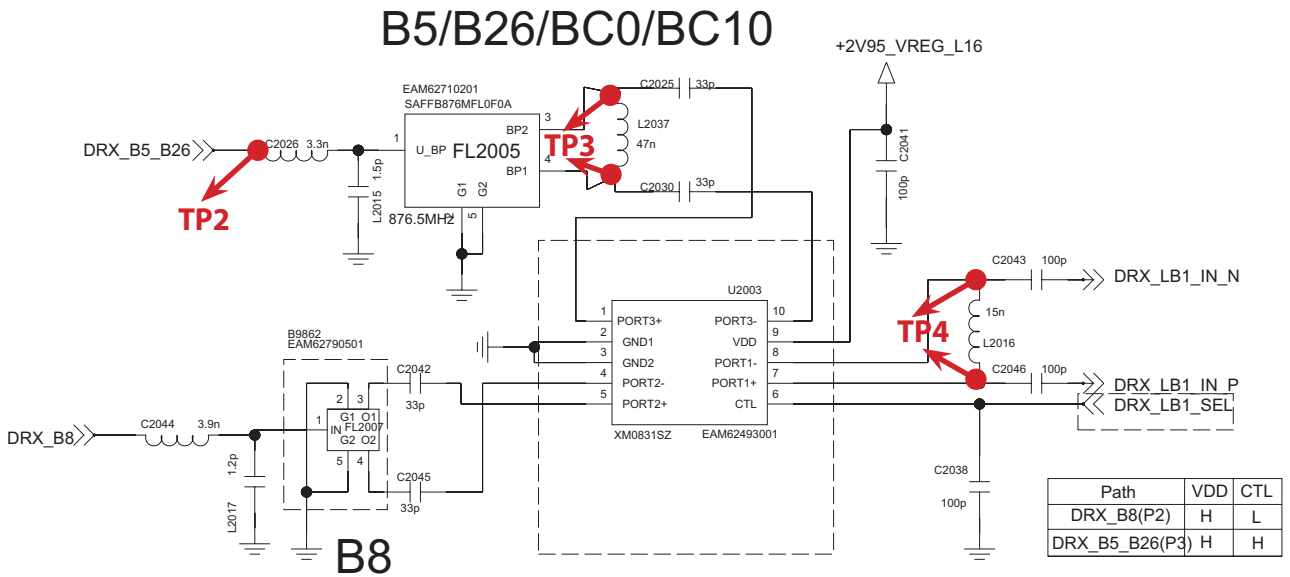 B5/B26/BC0/BC10
+2V95_VREG_L16
EAM62710201
SAFFB876MFL0F0A
C2025 33p
3
BP2
L2037
47n
TP3
DRX_B5_B26
C2026 3.3n
1
U_BP FL2005
4
BP1
C2041
100p
TP2
1.5p
L2015
G1
G2
2
5
876.5MHz
C2030 33p
U2003
C2043 100p
DRX_LB1_IN_N
15n
TP4
L2016
C2046 100p
DRX_LB1_IN_P
DRX_LB1_SEL
1 PORT3+ PORT3- 10
2 GND1 VDD 9
3 GND2 PORT1- 8
4 PORT2- PORT1+ 7
5 PORT2+ CTL 6
XM0831SZ EAM62493001
B9862
EAM62790501
C2042
33p
2 3
G1 O1
1 IN FL2007
G2 O2
5 4
C2045
33p
DRX_B8
C2044 3.9n
1.2p
L2017
B8
C2038
100p
Path VDD CTL
DRX_B8(P2) H L
DRX_B5_B26(P3) H H